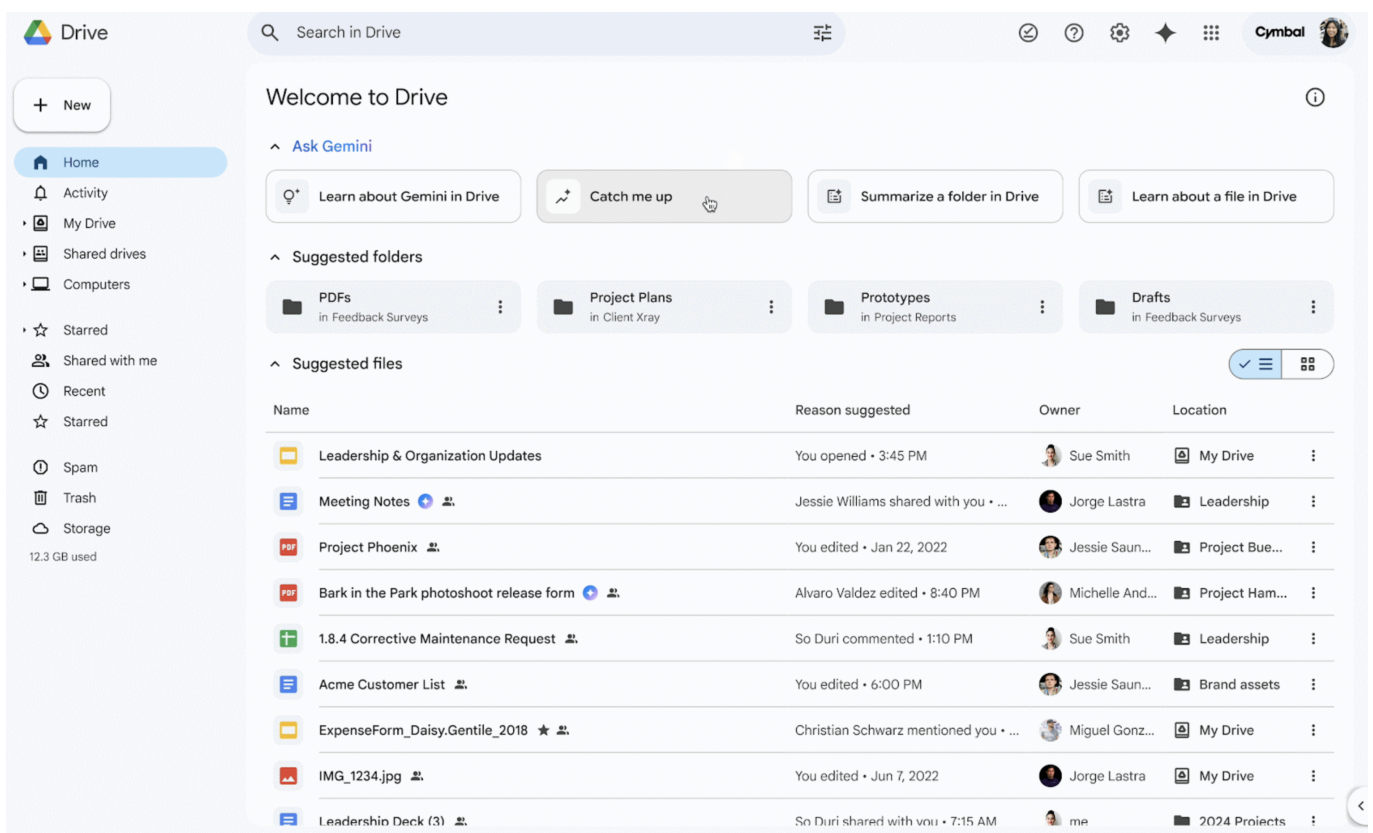 Drive
Search in Drive
Cymbal
New
Home
Activity
My Drive
Shared drives
Computers
Starred
Shared with me
Recent
Starred
Spam
Trash
Storage
12.3 GB used
Welcome to Drive
Ask Gemini
Learn about Gemini in Drive
Catch me up
Summarize a folder in Drive
Learn about a file in Drive
Suggested folders
PDFs
in Feedback Surveys
Project Plans
in Client Xray
Prototypes
in Project Reports
Drafts
in Feedback Surveys
Suggested files
Name Reason suggested Owner Location
Leadership & Organization Updates You opened • 3:45 PM Sue Smith My Drive
Meeting Notes Jessie Williams shared with you • ... Jorge Lastra Leadership
PDF Project Phoenix You edited • Jan 22, 2022 Jessie Saun... Project Bue...
PDF Bark in the Park photoshoot release form Alvaro Valdez edited • 8:40 PM Michelle And... Project Ham...
1.8.4 Corrective Maintenance Request So Duri commented • 1:10 PM Sue Smith Leadership
Acme Customer List You edited • 6:00 PM Jessie Saun... Brand assets
ExpenseForm_Daisy.Gentile_2018 Christian Schwarz mentioned you • ... Miguel Gonz... My Drive
IMG_1234.jpg You edited • Jun 7, 2022 Jorge Lastra My Drive
Leadership Deck (3) So Duri shared with you • 7:15 AM me 2024 Projects